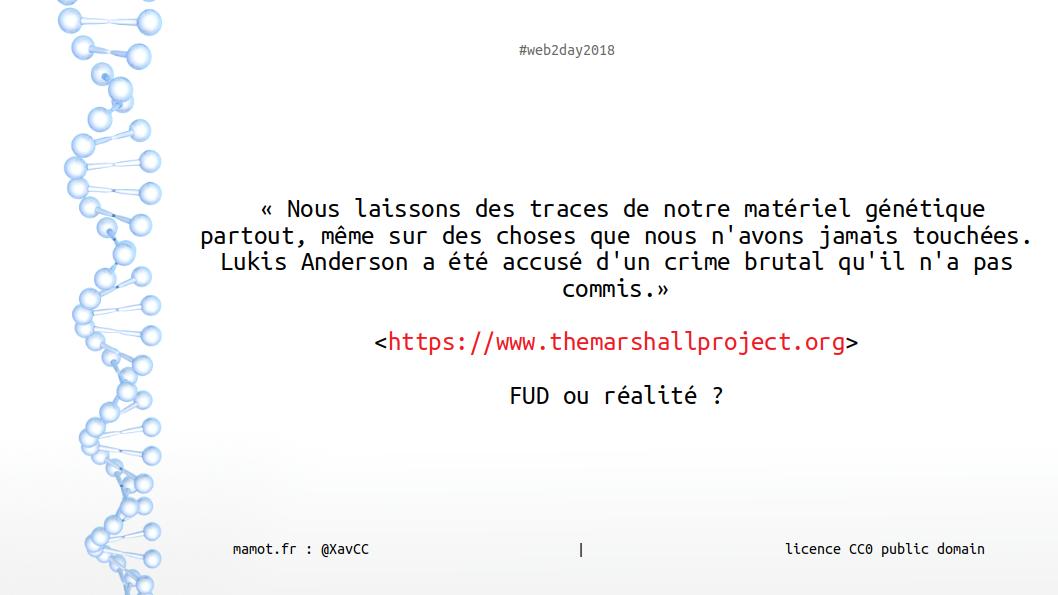 #web2day2018
« Nous laissons des traces de notre matériel génétique
partout, même sur des choses que nous n'avons jamais touchées.
Lukis Anderson a été accusé d'un crime brutal qu'il n'a pas
commis.»
<https://www.themarshallproject.org>
FUD ou réalité ?
mamot.fr : @XavCC | licence CC0 public domain